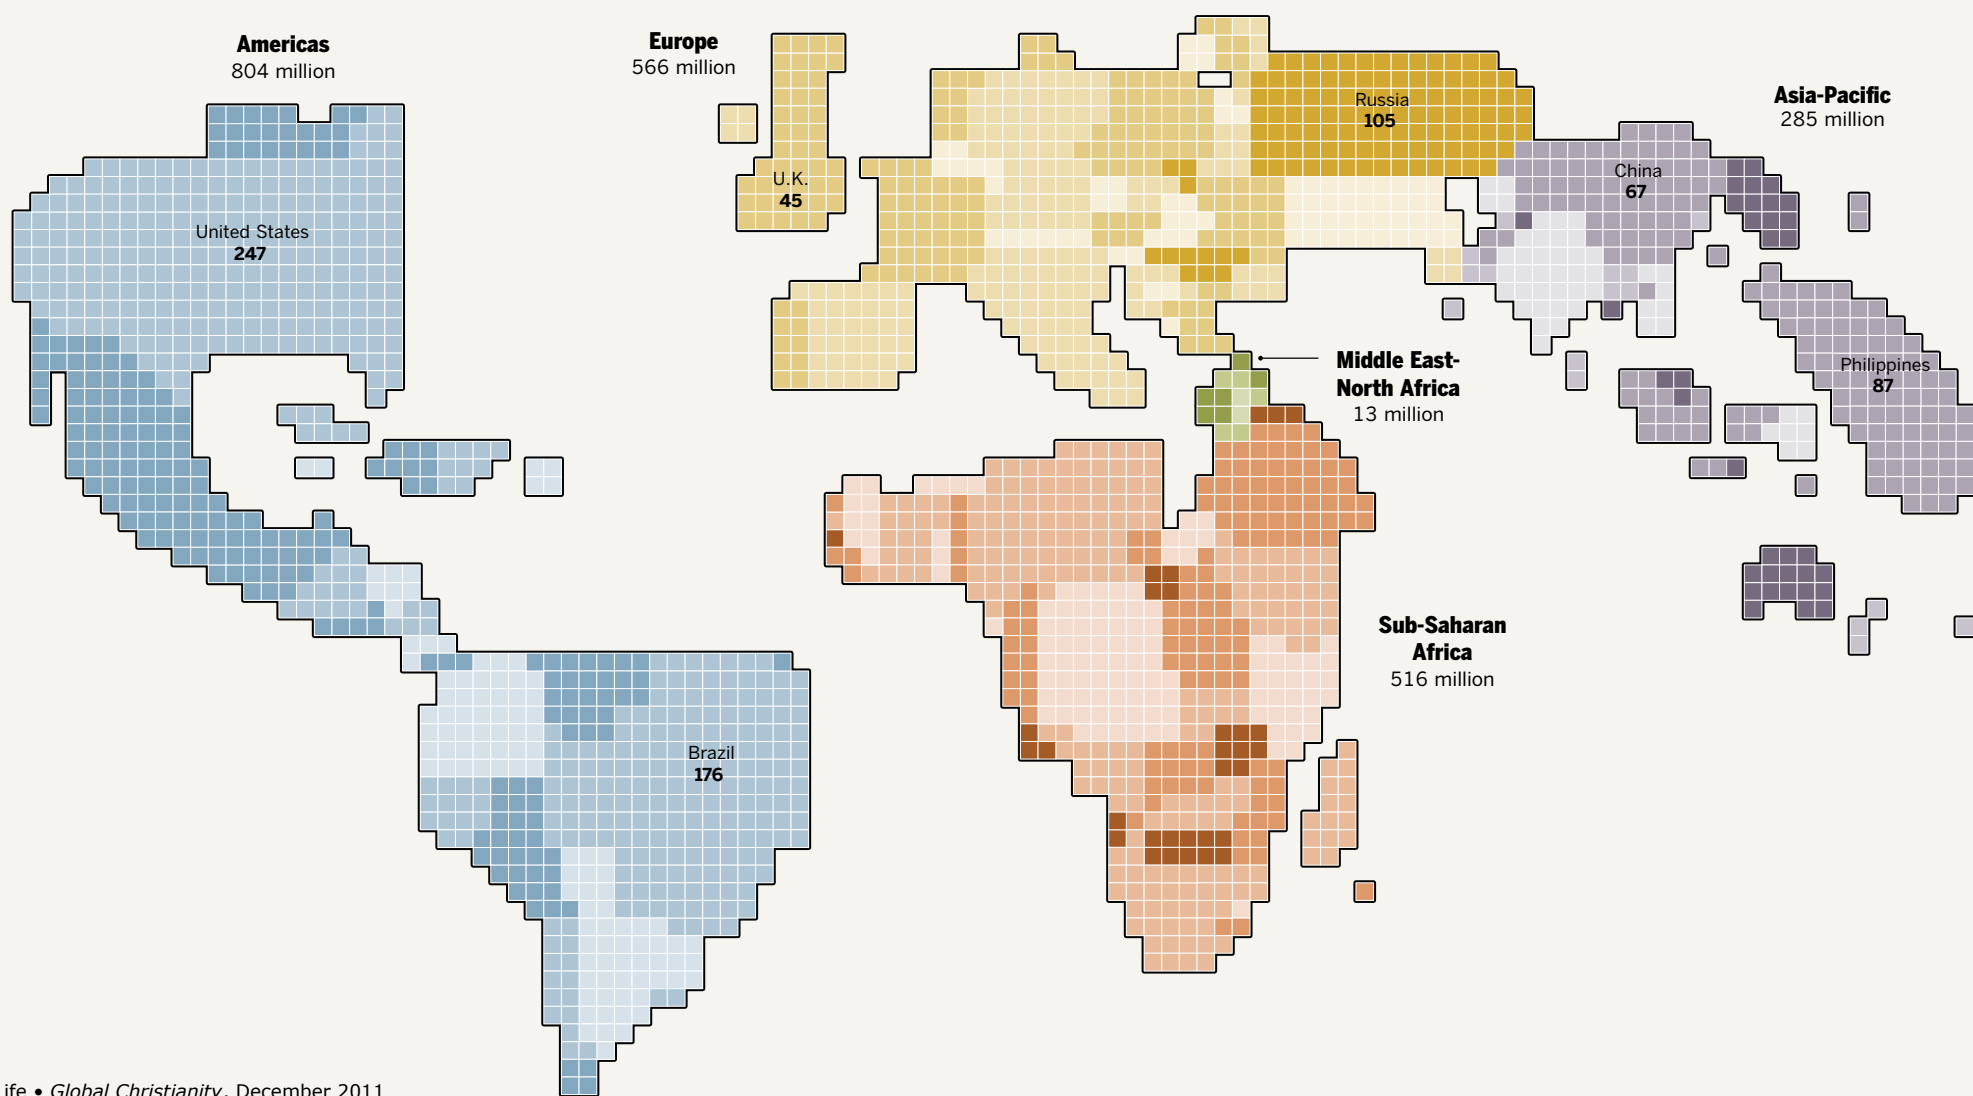 Americas
804 million
Europe
566 million
Asia-Pacific
285 million
Russia
105
U.K.
45
China
67
United States
247
Middle East-
North Africa
13 million
Philippines
87
Sub-Saharan
Africa
516 million
Brazil
176
ife • Global Christianity, December 2011